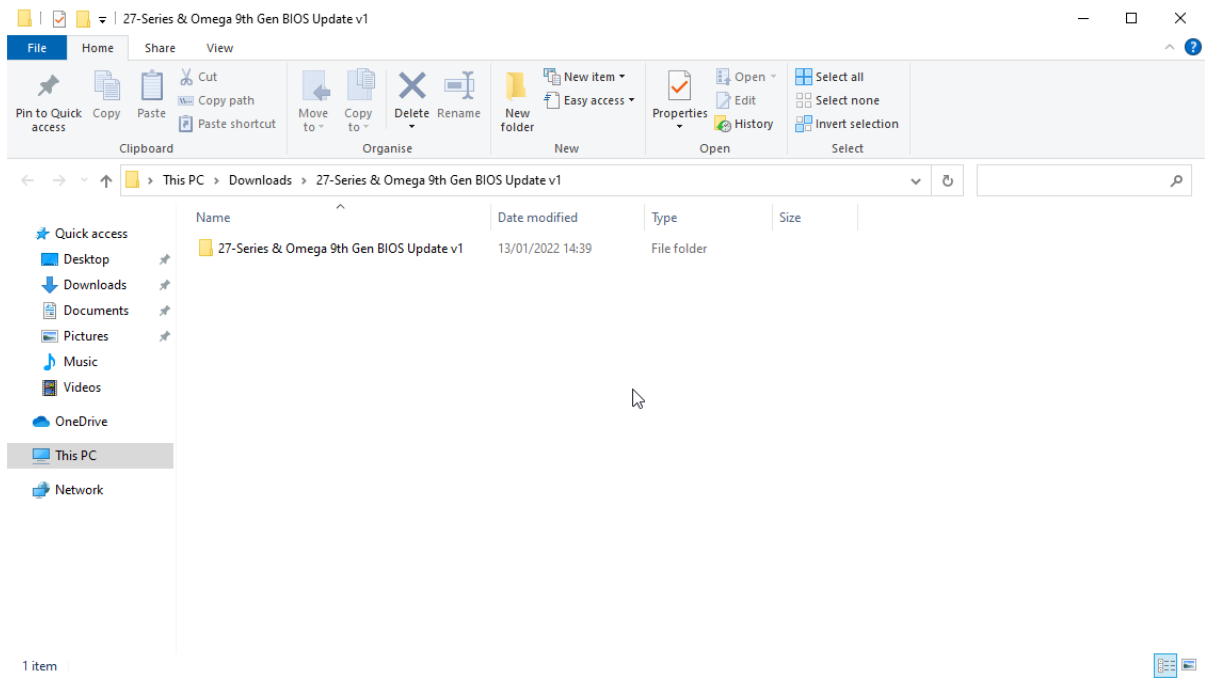 27-Series & Omega 9th Gen BIOS Update v1
File Home Share View
Pin to Quick access
Copy
Paste
Cut
Copy path
Paste shortcut
Clipboard
Move to
Copy to
Delete
Rename
Organise
New folder
New item
Easy access
New
Properties
Open
Edit
History
Open
Select all
Select none
Invert selection
Select
This PC > Downloads > 27-Series & Omega 9th Gen BIOS Update v1
Name Date modified Type Size
27-Series & Omega 9th Gen BIOS Update v1 13/01/2022 14:39 File folder
Quick access
Desktop
Downloads
Documents
Pictures
Music
Videos
OneDrive
This PC
Network
1 item